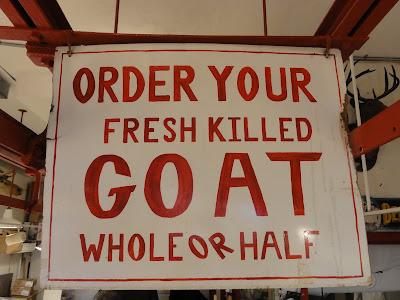 ORDER YOUR
FRESH KILLED
GOAT
WHOLE OR HALF